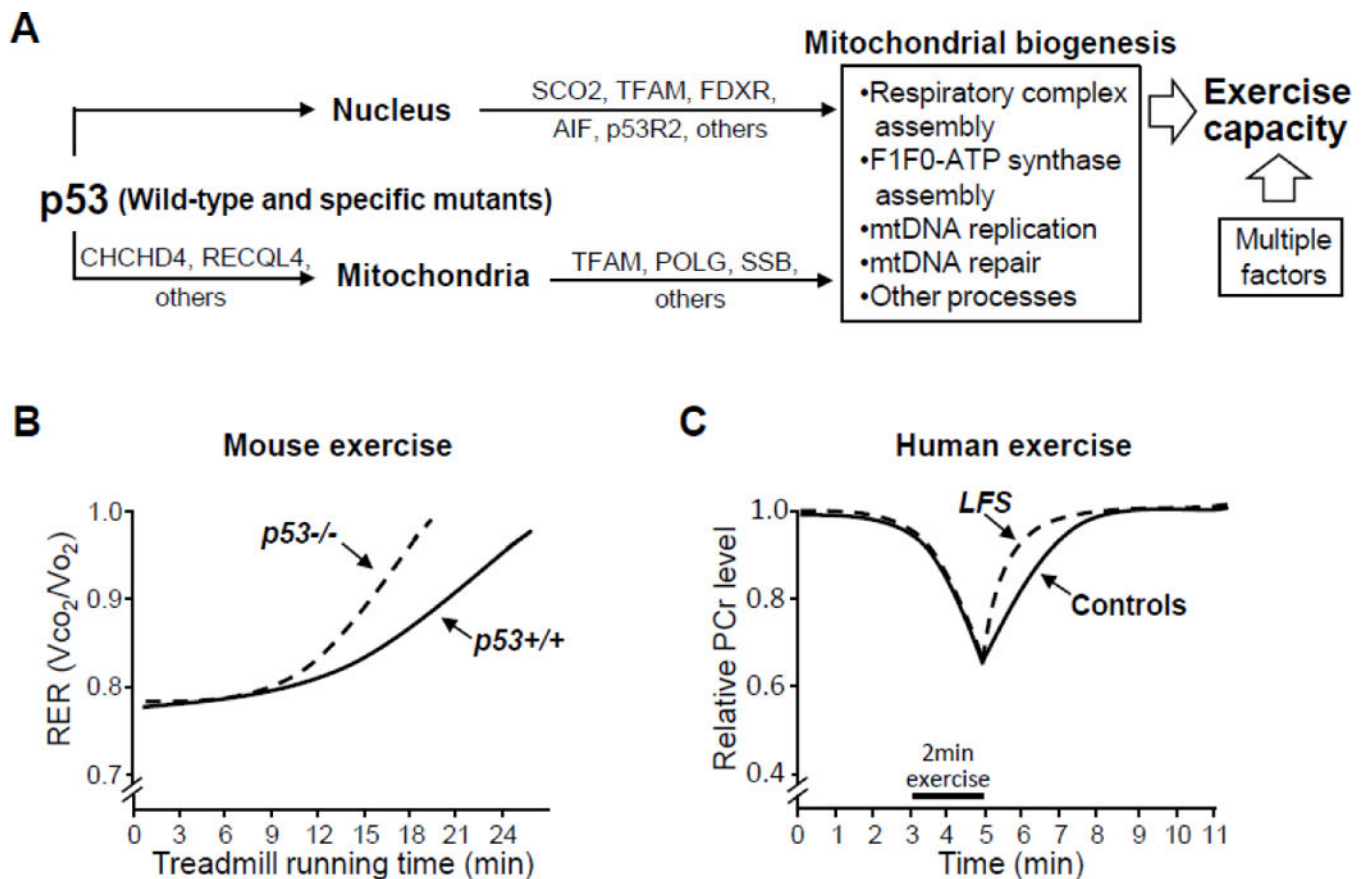 A
Mitochondrial biogenesis
SCO2, TFAM, FDXR,
Nucleus
AIF, p53R2, others
p53 (Wild-type and specific mutants)
CHCHD4, RECQL4,
others
Mitochondria
TFAM, POLG, SSB,
others
•Respiratory complex
assembly
•F1F0-ATP synthase
assembly
•mtDNA replication
•mtDNA repair
•Other processes
Exercise
capacity
Multiple
factors
B
Mouse exercise
RER (Vco2/Vo2)
1.0
0.9
0.8
0.7
p53-/-
p53+/+
0 3 6 9 12 15 18 21 24
Treadmill running time (min)
C
Human exercise
Relative PCr level
1.0
0.8
0.6
0.4
LFS
Controls
2min
exercise
0 1 2 3 4 5 6 7 8 9 10 11
Time (min)